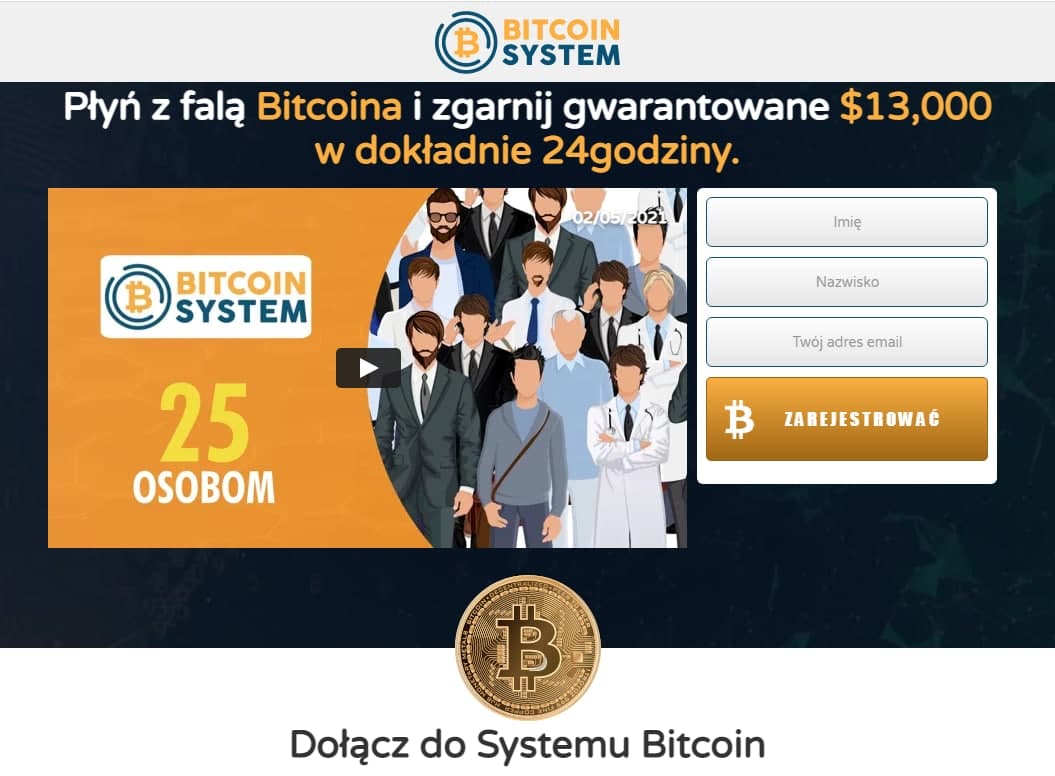 BITCOIN
SYSTEM
Płyń z falą Bitcoina i zgarnij gwarantowane $13,000
w dokładnie 24godziny.
02/05/2021
BITCOIN
SYSTEM
25
OSOBOM
Imię
Nazwisko
Twój adres email
ZAREJESTROWAĆ
Dołącz do Systemu Bitcoin